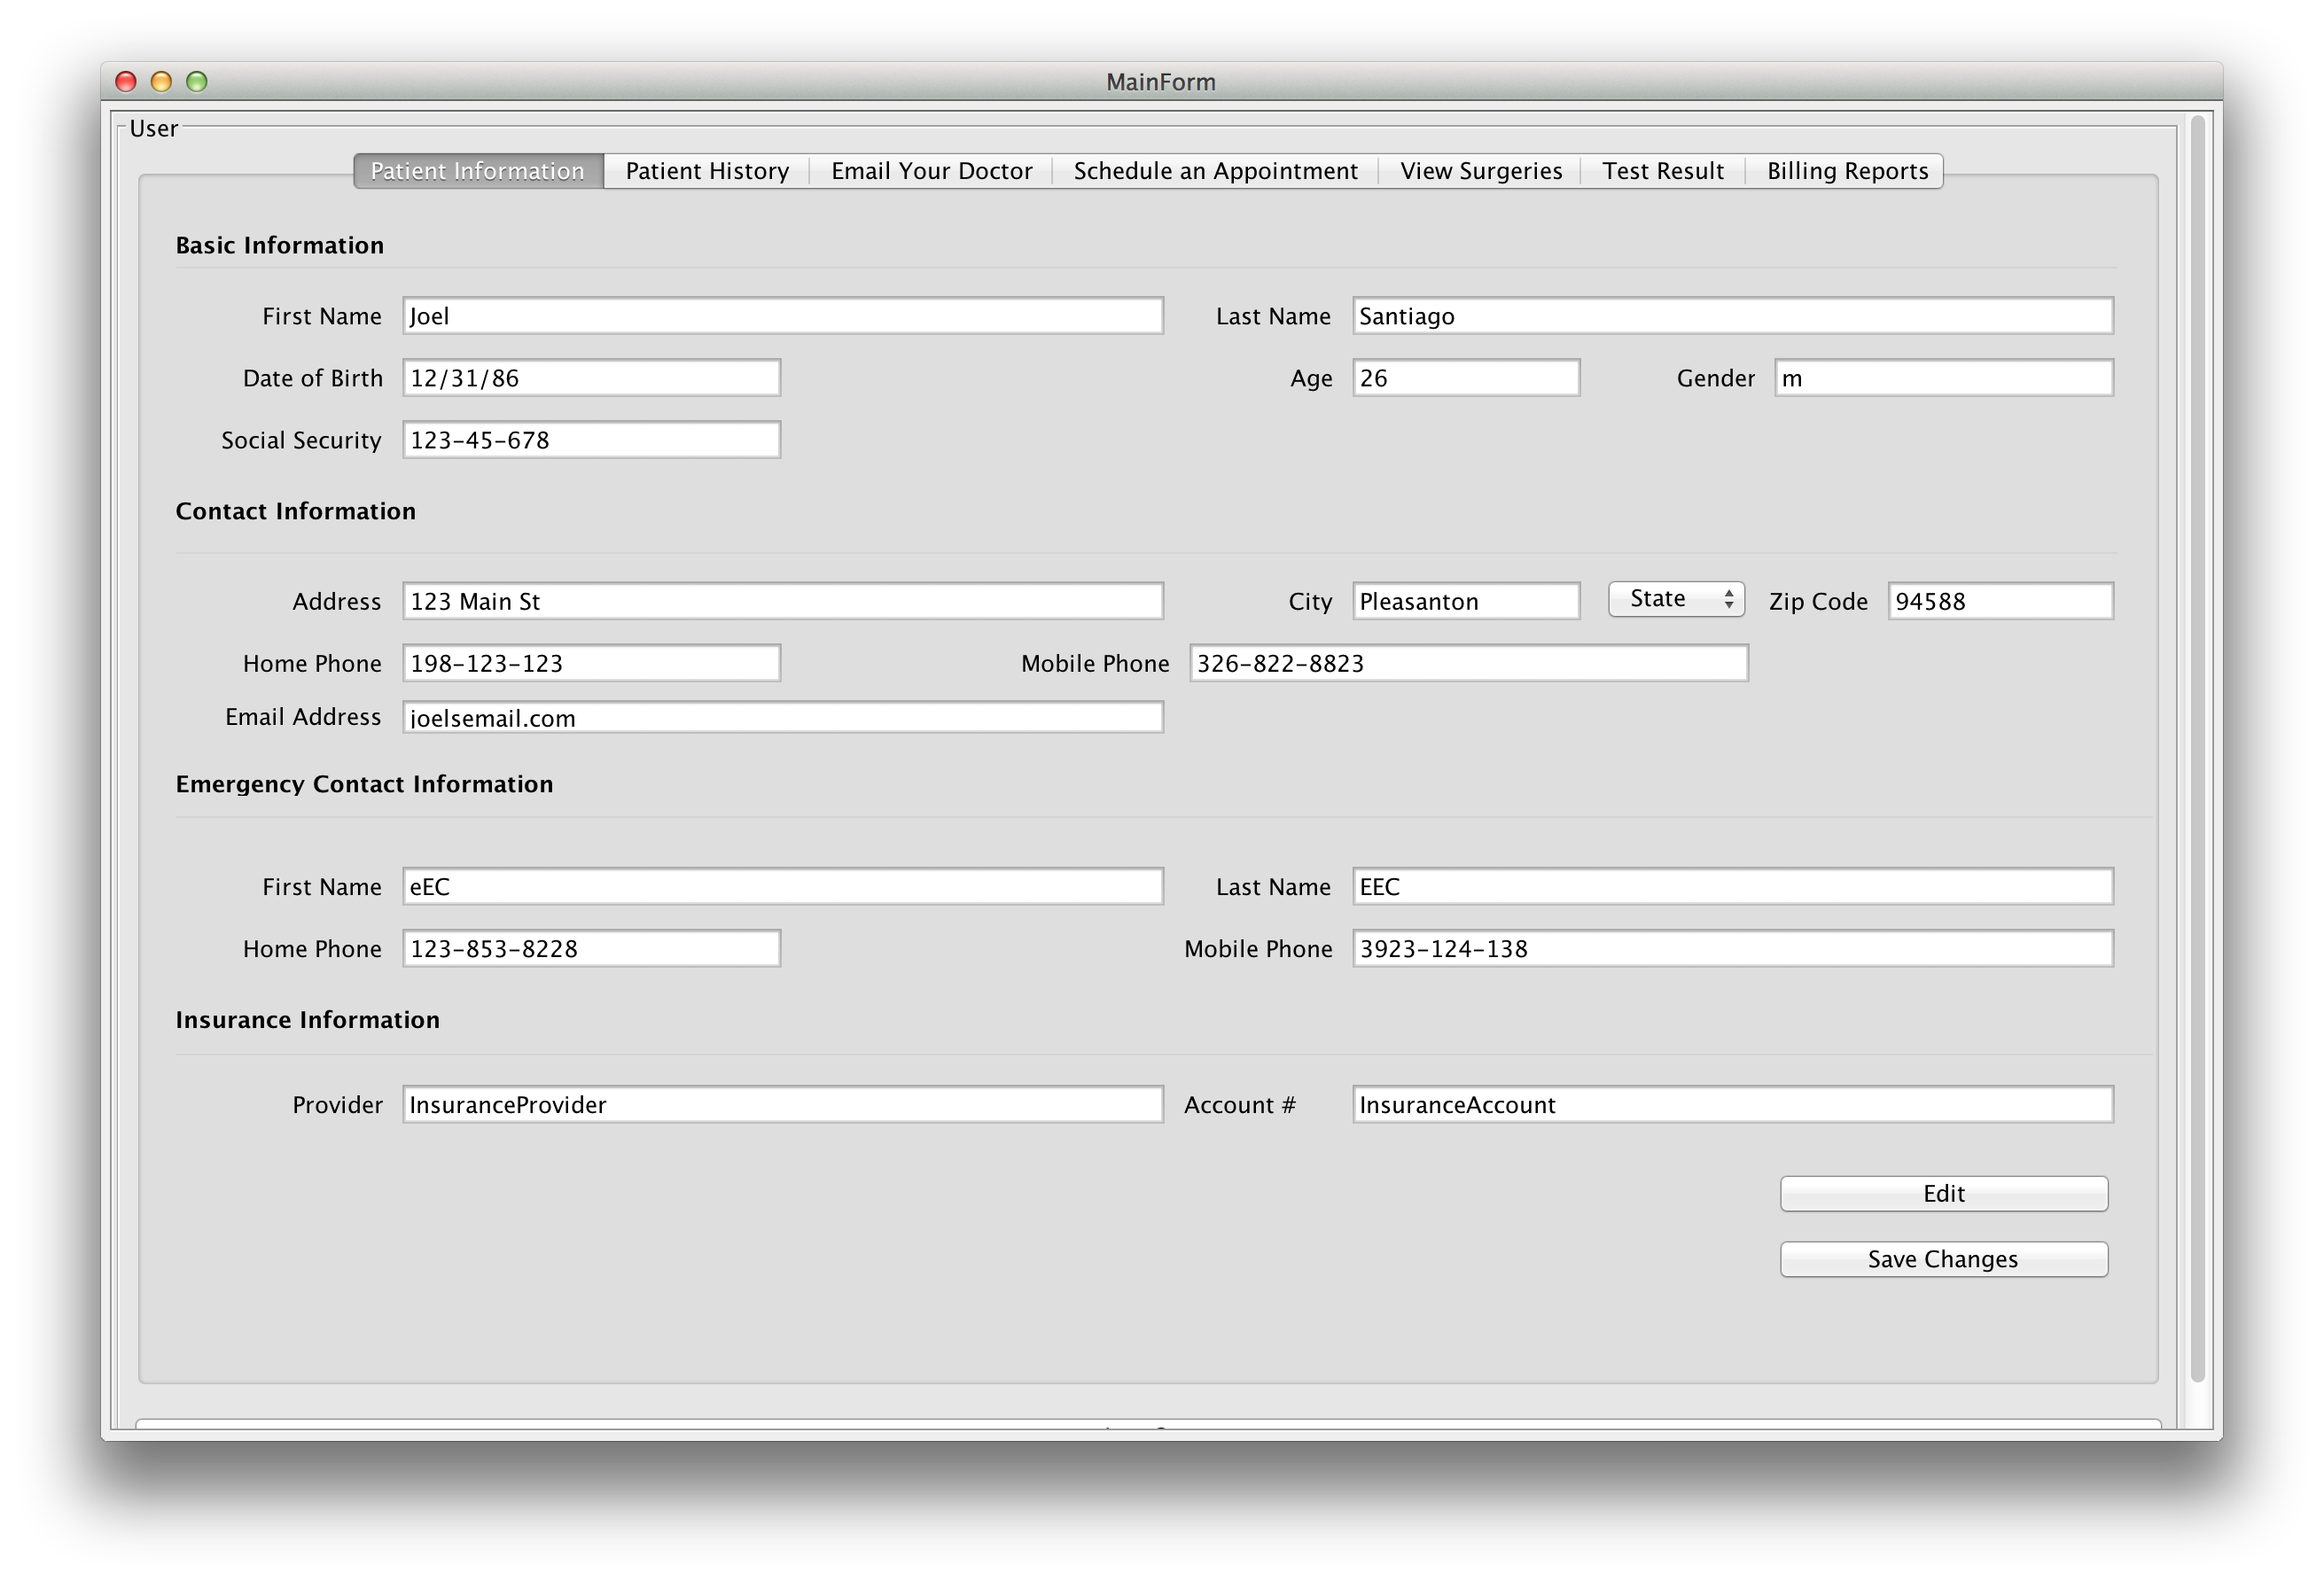 MainForm
User
Patient Information Patient History Email Your Doctor Schedule an Appointment View Surgeries Test Result Billing Reports
Basic Information
First Name Joel Last Name Santiago
Date of Birth 12/31/86 Age 26 Gender m
Social Security 123-45-678
Contact Information
Address 123 Main St City Pleasanton State Zip Code 94588
Home Phone 198-123-123 Mobile Phone 326-822-8823
Email Address joelsemail.com
Emergency Contact Information
First Name eEC Last Name EEC
Home Phone 123-853-8228 Mobile Phone 3923-124-138
Insurance Information
Provider InsuranceProvider Account # InsuranceAccount
Edit
Save Changes